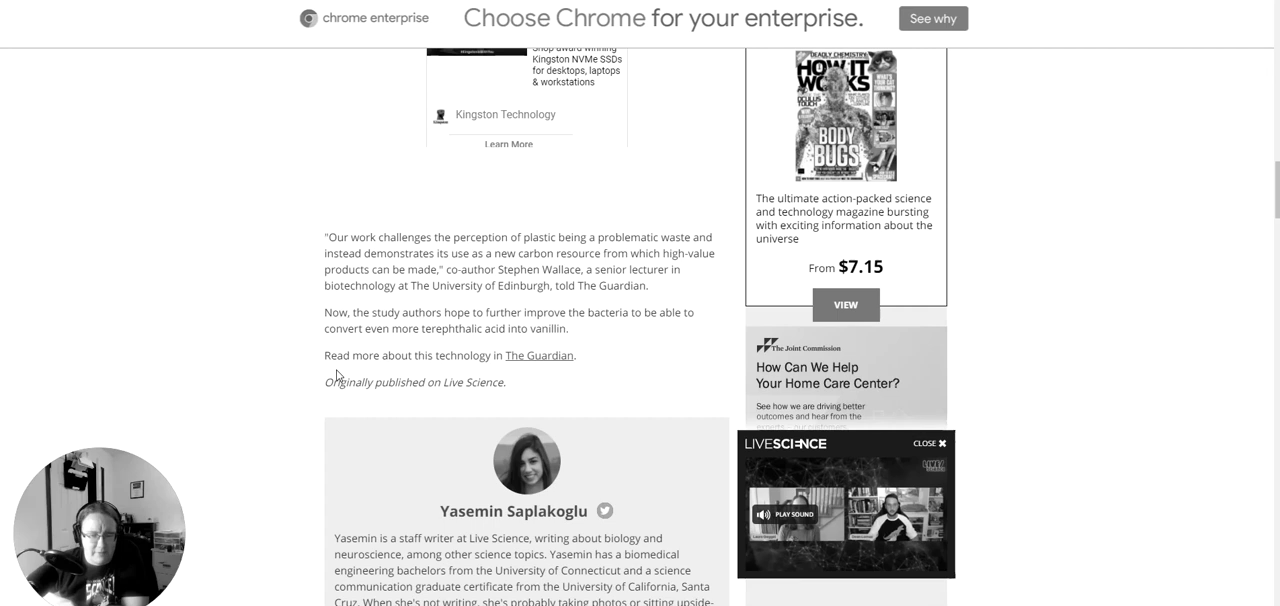 chrome enterprise
Choose Chrome for your enterprise.
See why
Shop award winning
Kingston NVMe SSDs
for desktops, laptops
& workstations
Kingston Technology
Learn More
"Our work challenges the perception of plastic being a problematic waste and
instead demonstrates its use as a new carbon resource from which high-value
products can be made," co-author Stephen Wallace, a senior lecturer in
biotechnology at The University of Edinburgh, told The Guardian.
Now, the study authors hope to further improve the bacteria to be able to
convert even more terephthalic acid into vanillin.
Read more about this technology in The Guardian.
Originally published on Live Science.
Yasemin Saplakoglu
Yasemin is a staff writer at Live Science, writing about biology and
neuroscience, among other science topics. Yasemin has a biomedical
engineering bachelors from the University of Connecticut and a science
communication graduate certificate from the University of California, Santa
Cruz. When she's not writing, she's probably taking photos or sitting upside-
DEADLY CHEMISTRY
HOW IT
WORKS
OCULUS
TOUCH
BODY
BUGS
The ultimate action-packed science
and technology magazine bursting
with exciting information about the
universe
From $7.15
VIEW
The Joint Commission
How Can We Help
Your Home Care Center?
See how we are driving better
outcomes and hear from the
experts – our customers.
LIVESCIENCE
CLOSE ✖
PLAY SOUND